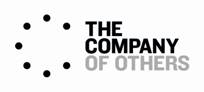 THE
COMPANY
OF OTHERS